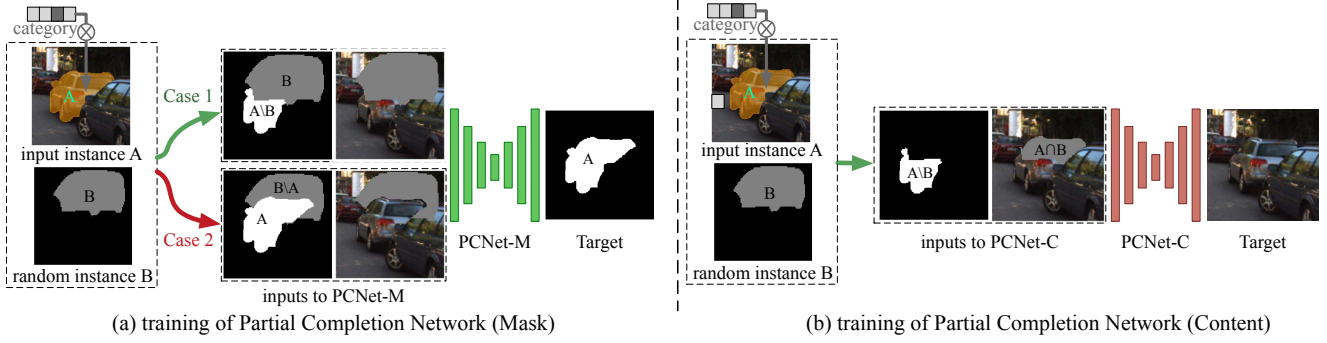 category
A
input instance A
B
random instance B
Case 1
Case 2
B
A\B
B\A
A
inputs to PCNet-M
PCNet-M
A
Target
(a) training of Partial Completion Network (Mask)
category
A
input instance A
B
random instance B
A\B
A∩B
inputs to PCNet-C
PCNet-C
Target
(b) training of Partial Completion Network (Content)